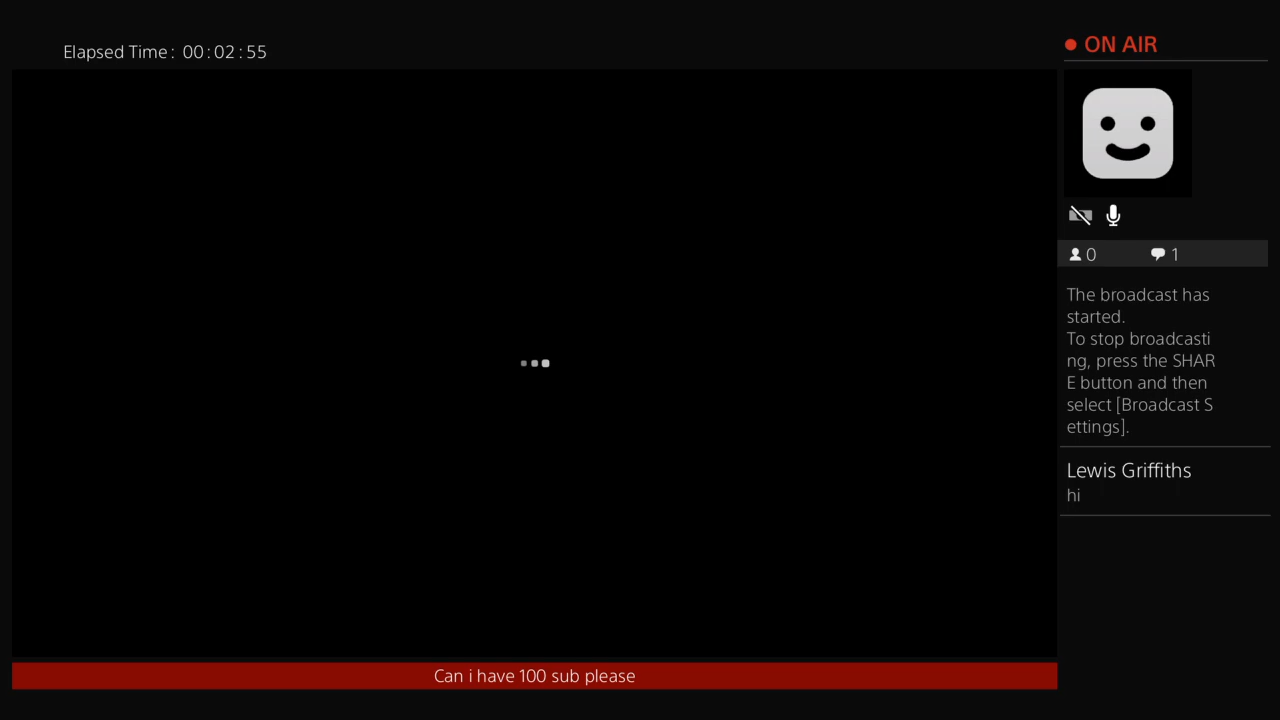 Elapsed Time: 00:02:55
ON AIR
0 1
The broadcast has
started.
To stop broadcasti
ng, press the SHAR
E button and then
select [Broadcast S
ettings].
Lewis Griffiths
hi
Can i have 100 sub please